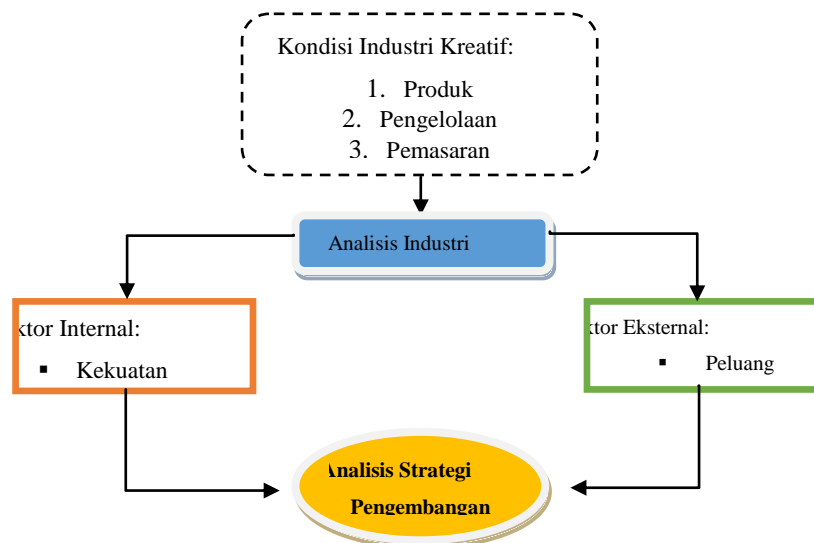 Kondisi Industri Kreatif:
1. Produk
2. Pengelolaan
3. Pemasaran
Analisis Industri
ktor Internal:
▪ Kekuatan
ktor Eksternal:
▪ Peluang
Analisis Strategi
Pengembangan